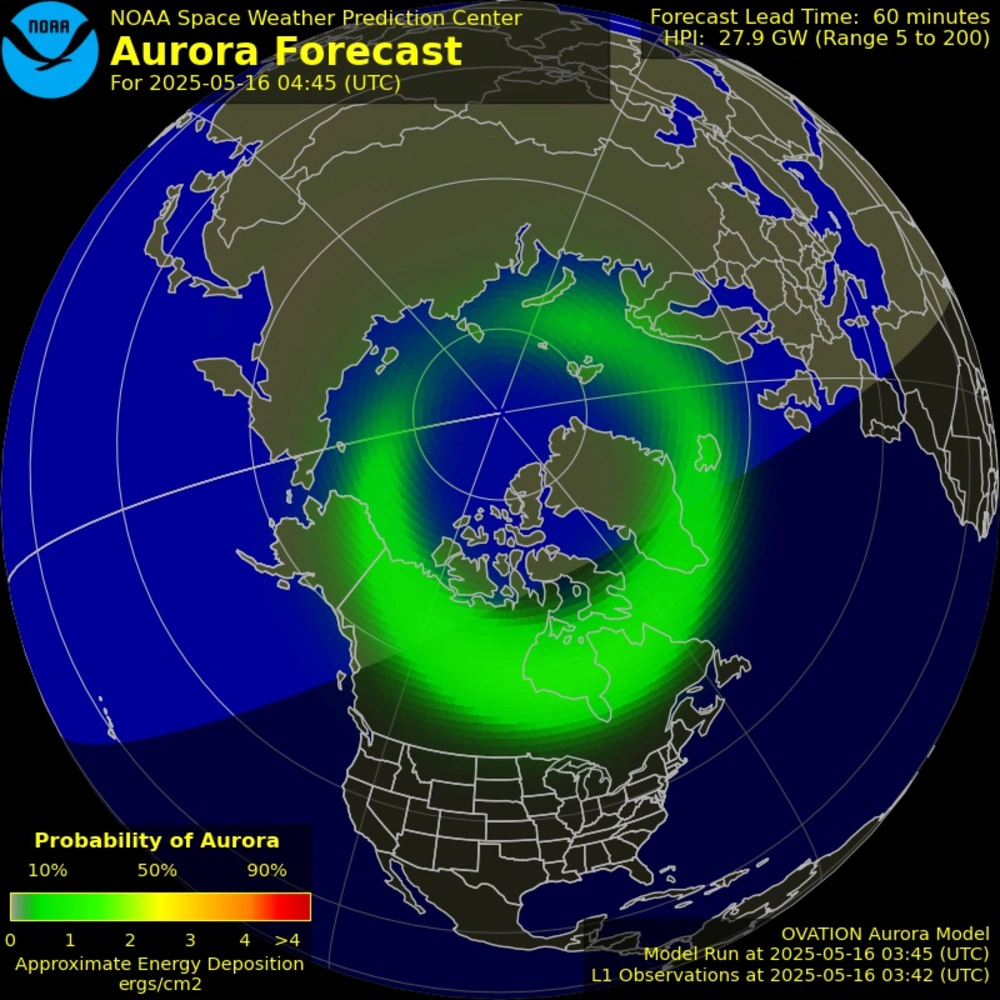 NOAA
NOAA Space Weather Prediction Center
Aurora Forecast
For 2025-05-16 04:45 (UTC)
Forecast Lead Time: 60 minutes
HPI: 27.9 GW (Range 5 to 200)
Probability of Aurora
10% 50% 90%
0 1 2 3 4 >4
Approximate Energy Deposition
ergs/cm2
OVATION Aurora Model
Model Run at 2025-05-16 03:45 (UTC)
L1 Observations at 2025-05-16 03:42 (UTC)